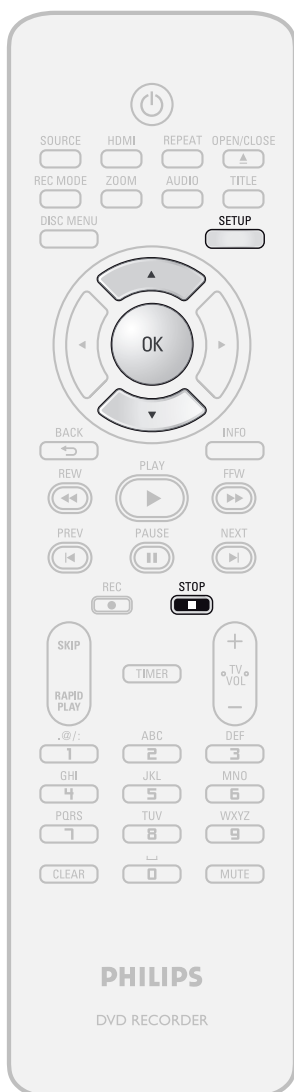 SOURCE HDMI REPEAT OPEN/CLOSE
REC MODE ZOOM AUDIO TITLE
DISC MENU SETUP
OK
BACK INFO
REW PLAY FFW
PREV PAUSE NEXT
REC STOP
SKIP
RAPID
PLAY
TIMER
+
TV
VOL
–
.@/: ABC DEF
1 2 3
GHI JKL MNO
4 5 6
PQRS TUV WXYZ
7 8 9
CLEAR 0 MUTE
PHILIPS
DVD RECORDER